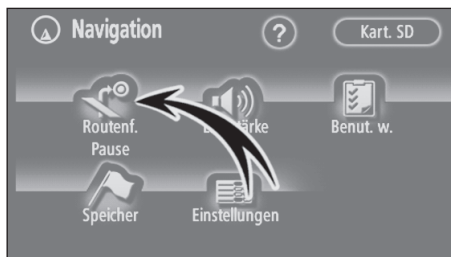 Navigation
?
Kart. SD
Routenf.
Pause
Benut. w.
Speicher
Einstellungen